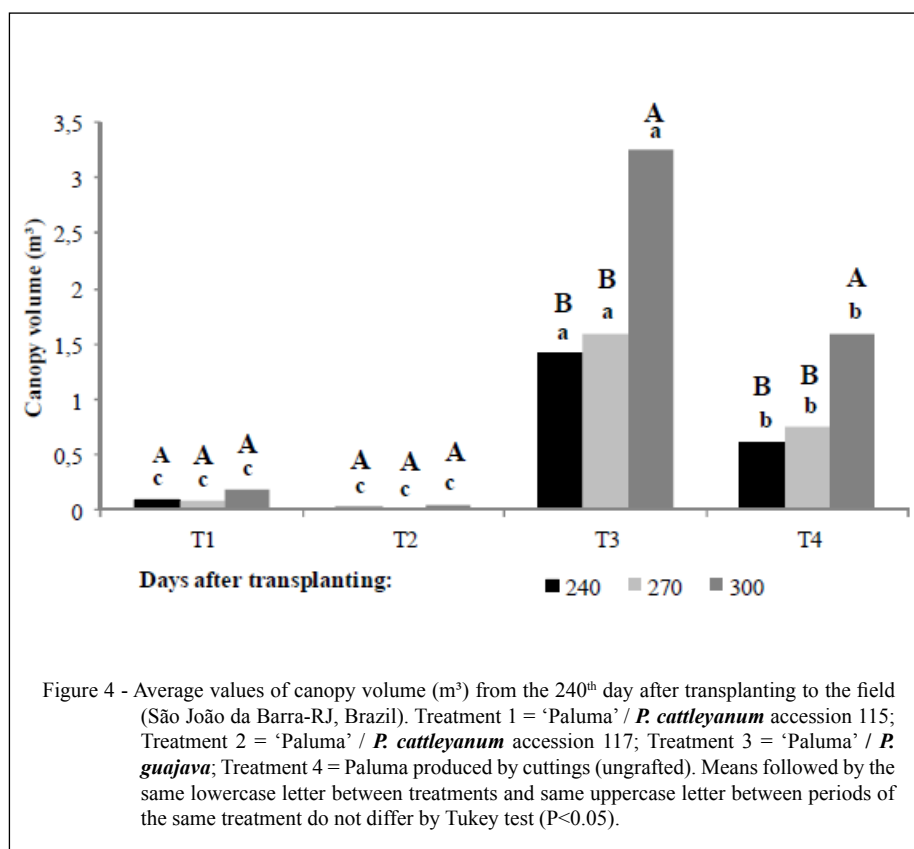 A
a
3,5
3
2,5
2
1,5
1
0,5
0
Canopy volume (m³)
A
c
A
c
A
c
A
c
A
c
A
c
B
a
B
a
B
b
B
b
A
b
T1 T2 T3 T4
Days after transplanting: 240 270 300
Figure 4 - Average values of canopy volume (m³) from the 240th day after transplanting to the field
(São João da Barra-RJ, Brazil). Treatment 1 = ‘Paluma’ / P. cattleyanum accession 115;
Treatment 2 = ‘Paluma’ / P. cattleyanum accession 117; Treatment 3 = ‘Paluma’ / P.
guajava; Treatment 4 = Paluma produced by cuttings (ungrafted). Means followed by the
same lowercase letter between treatments and same uppercase letter between periods of
the same treatment do not differ by Tukey test (P<0.05).